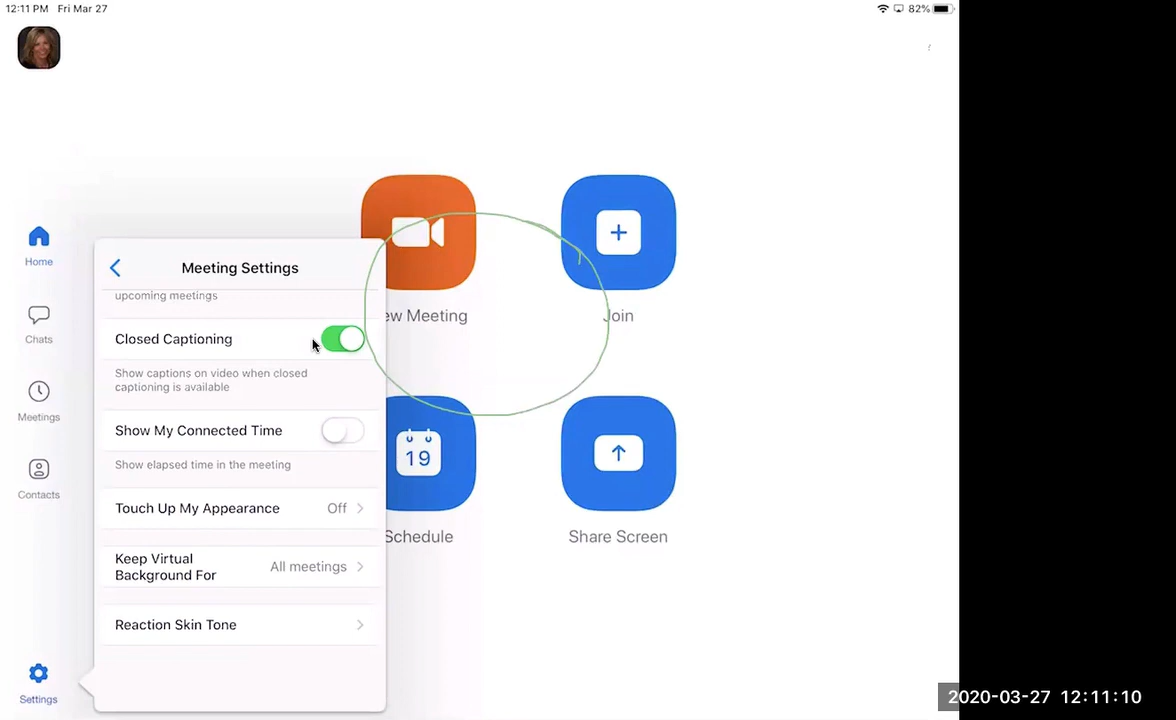 12:11 PM Fri Mar 27
82%
Home
Chats
Meetings
Contacts
Settings
Meeting Settings
upcoming meetings
Closed Captioning
Show captions on video when closed
captioning is available
Show My Connected Time
Show elapsed time in the meeting
Touch Up My Appearance Off
Keep Virtual
Background For
All meetings
Reaction Skin Tone
ew Meeting
Join
19
Schedule
Share Screen
2020-03-27 12:11:10